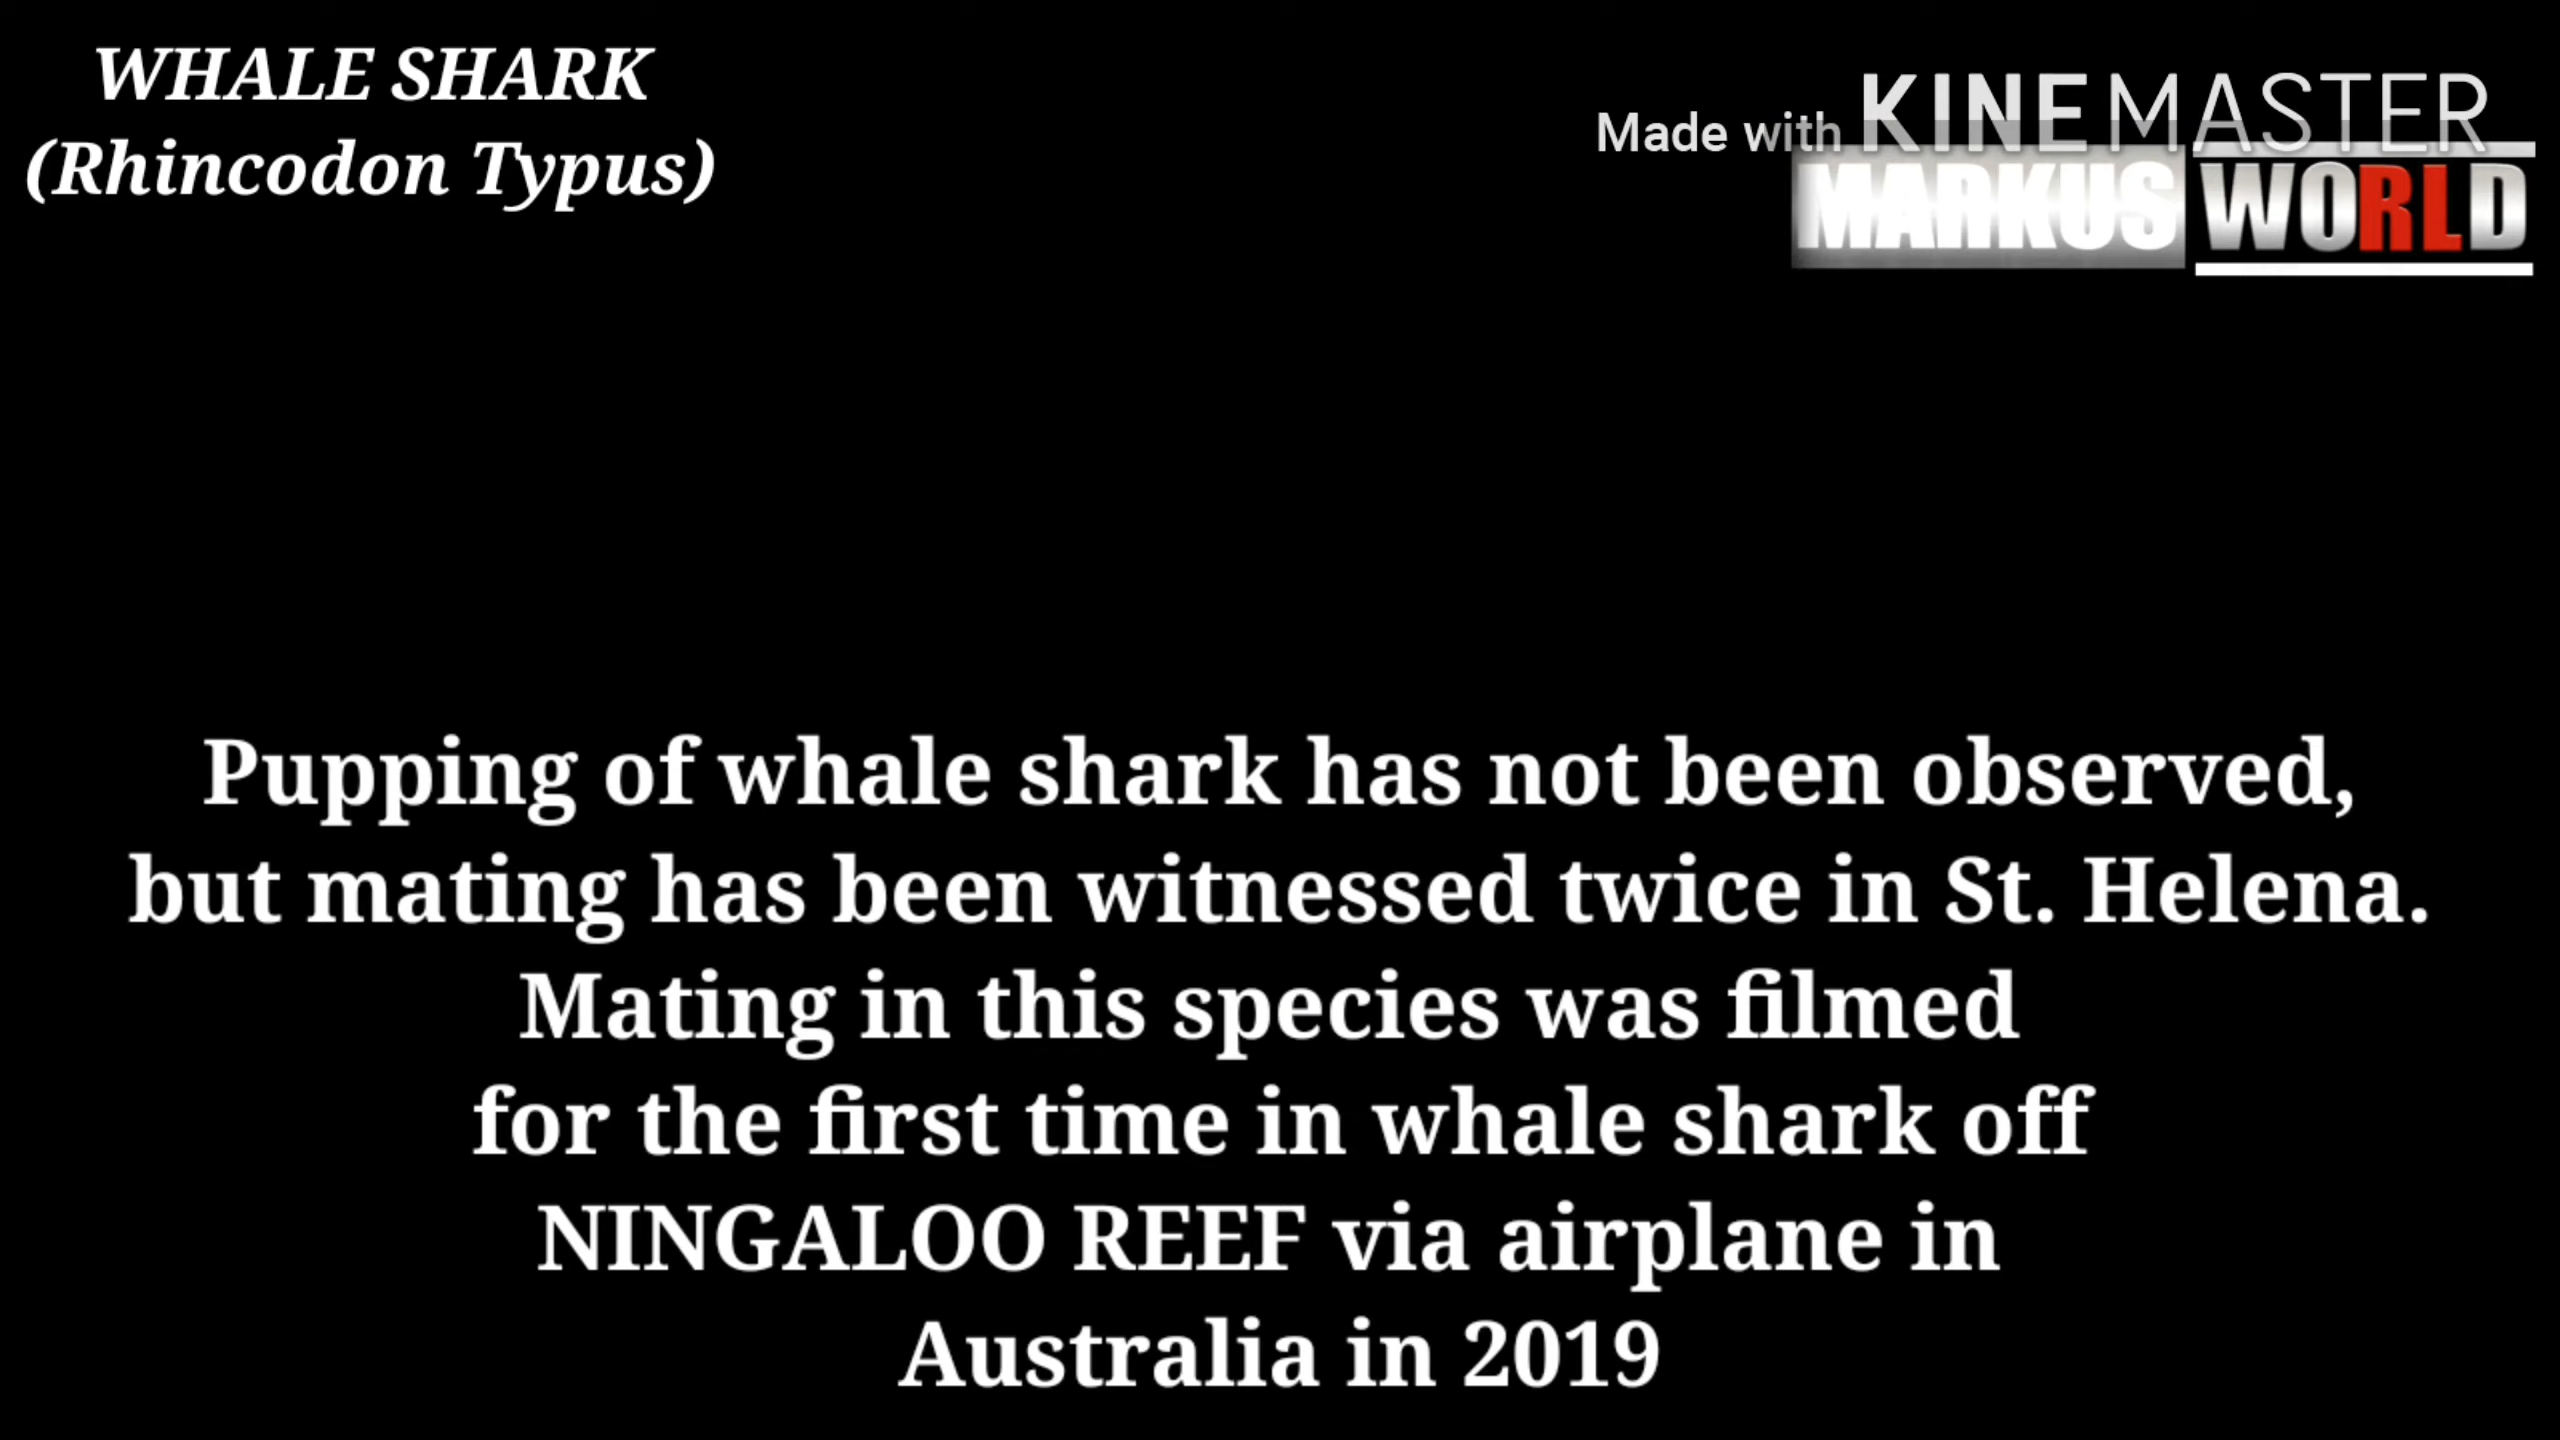 WHALE SHARK
(Rhincodon Typus)
Made with KINEMASTER
MARKUS WORLD
Pupping of whale shark has not been observed,
but mating has been witnessed twice in St. Helena.
Mating in this species was filmed
for the first time in whale shark off
NINGALOO REEF via airplane in
Australia in 2019